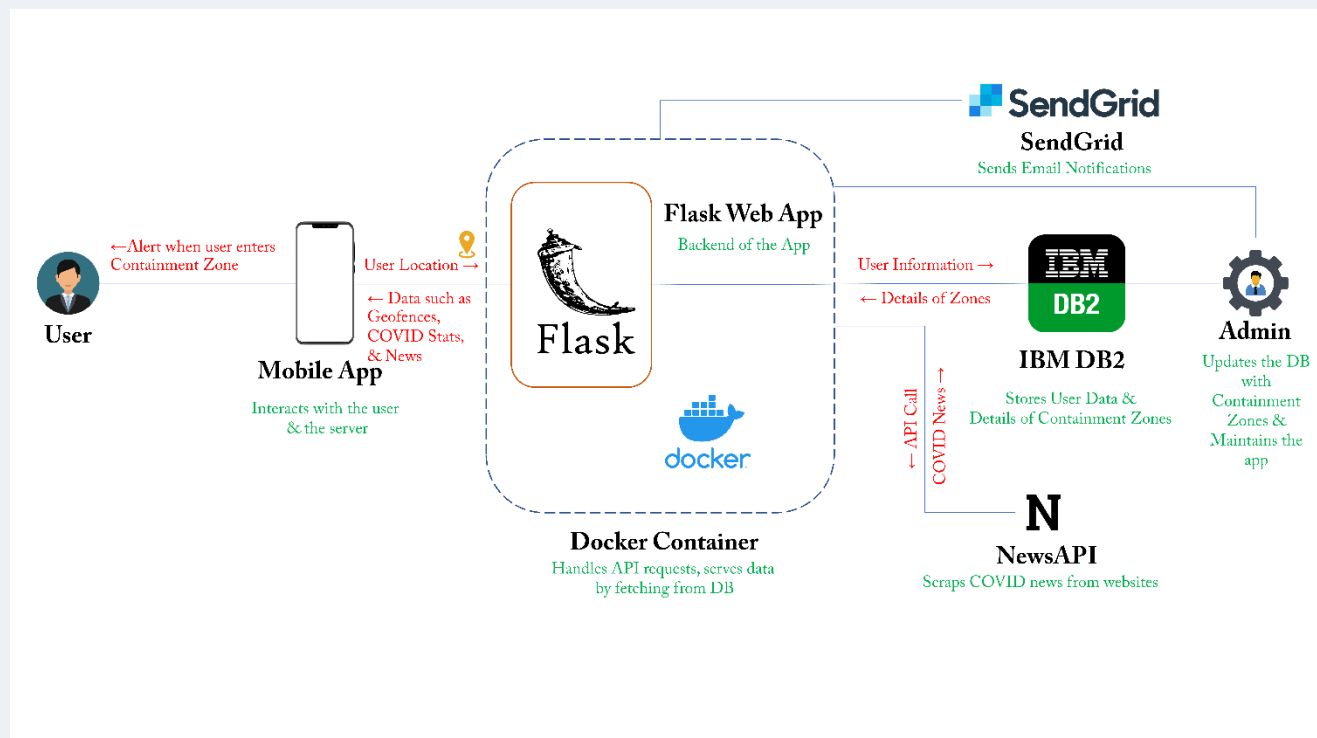 SendGrid
SendGrid
Sends Email Notifications
←Alert when user enters
Containment Zone
User
User Location →
← Data such as
Geofences,
COVID Stats,
& News
Mobile App
Interacts with the user
& the server
Flask
Flask Web App
Backend of the App
docker
Docker Container
Handles API requests, serves data
by fetching from DB
User Information →
← Details of Zones
IBM
DB2
IBM DB2
Stores User Data &
Details of Containment Zones
Admin
Updates the DB
with
Containment
Zones &
Maintains the
app
← API Call
COVID News →
N
NewsAPI
Scraps COVID news from websites